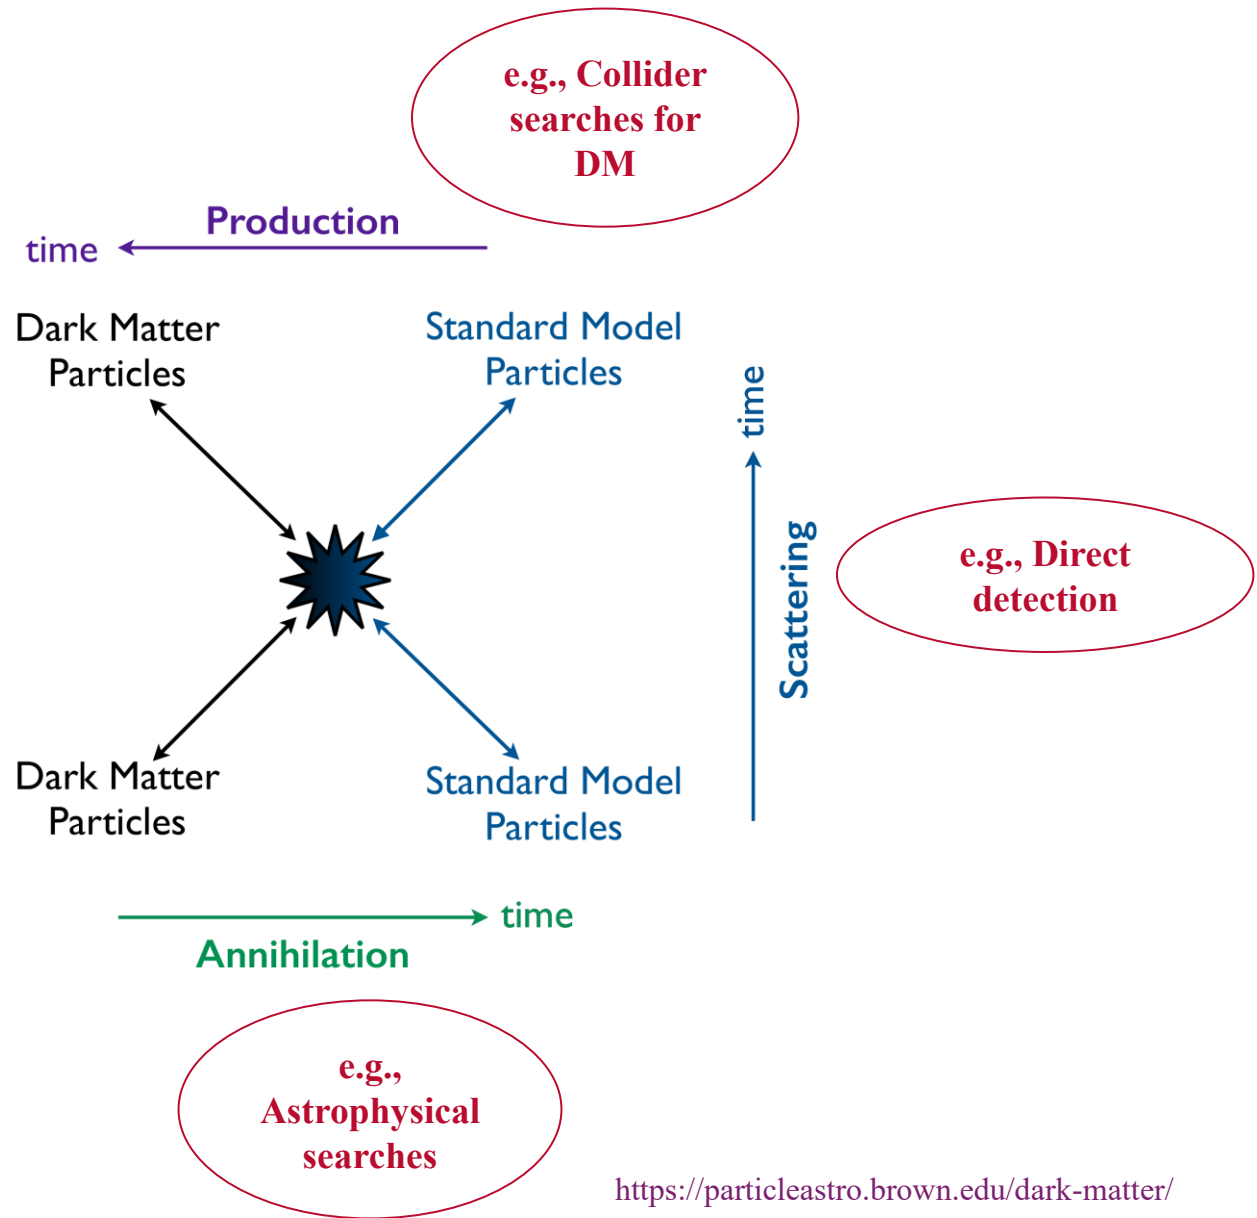 e.g., Collider
searches for
DM
Production
time
Dark Matter
Particles
Standard Model
Particles
time
Scattering
e.g., Direct
detection
Dark Matter
Particles
Standard Model
Particles
time
Annihilation
e.g.,
Astrophysical
searches
https://particleastro.brown.edu/dark-matter/